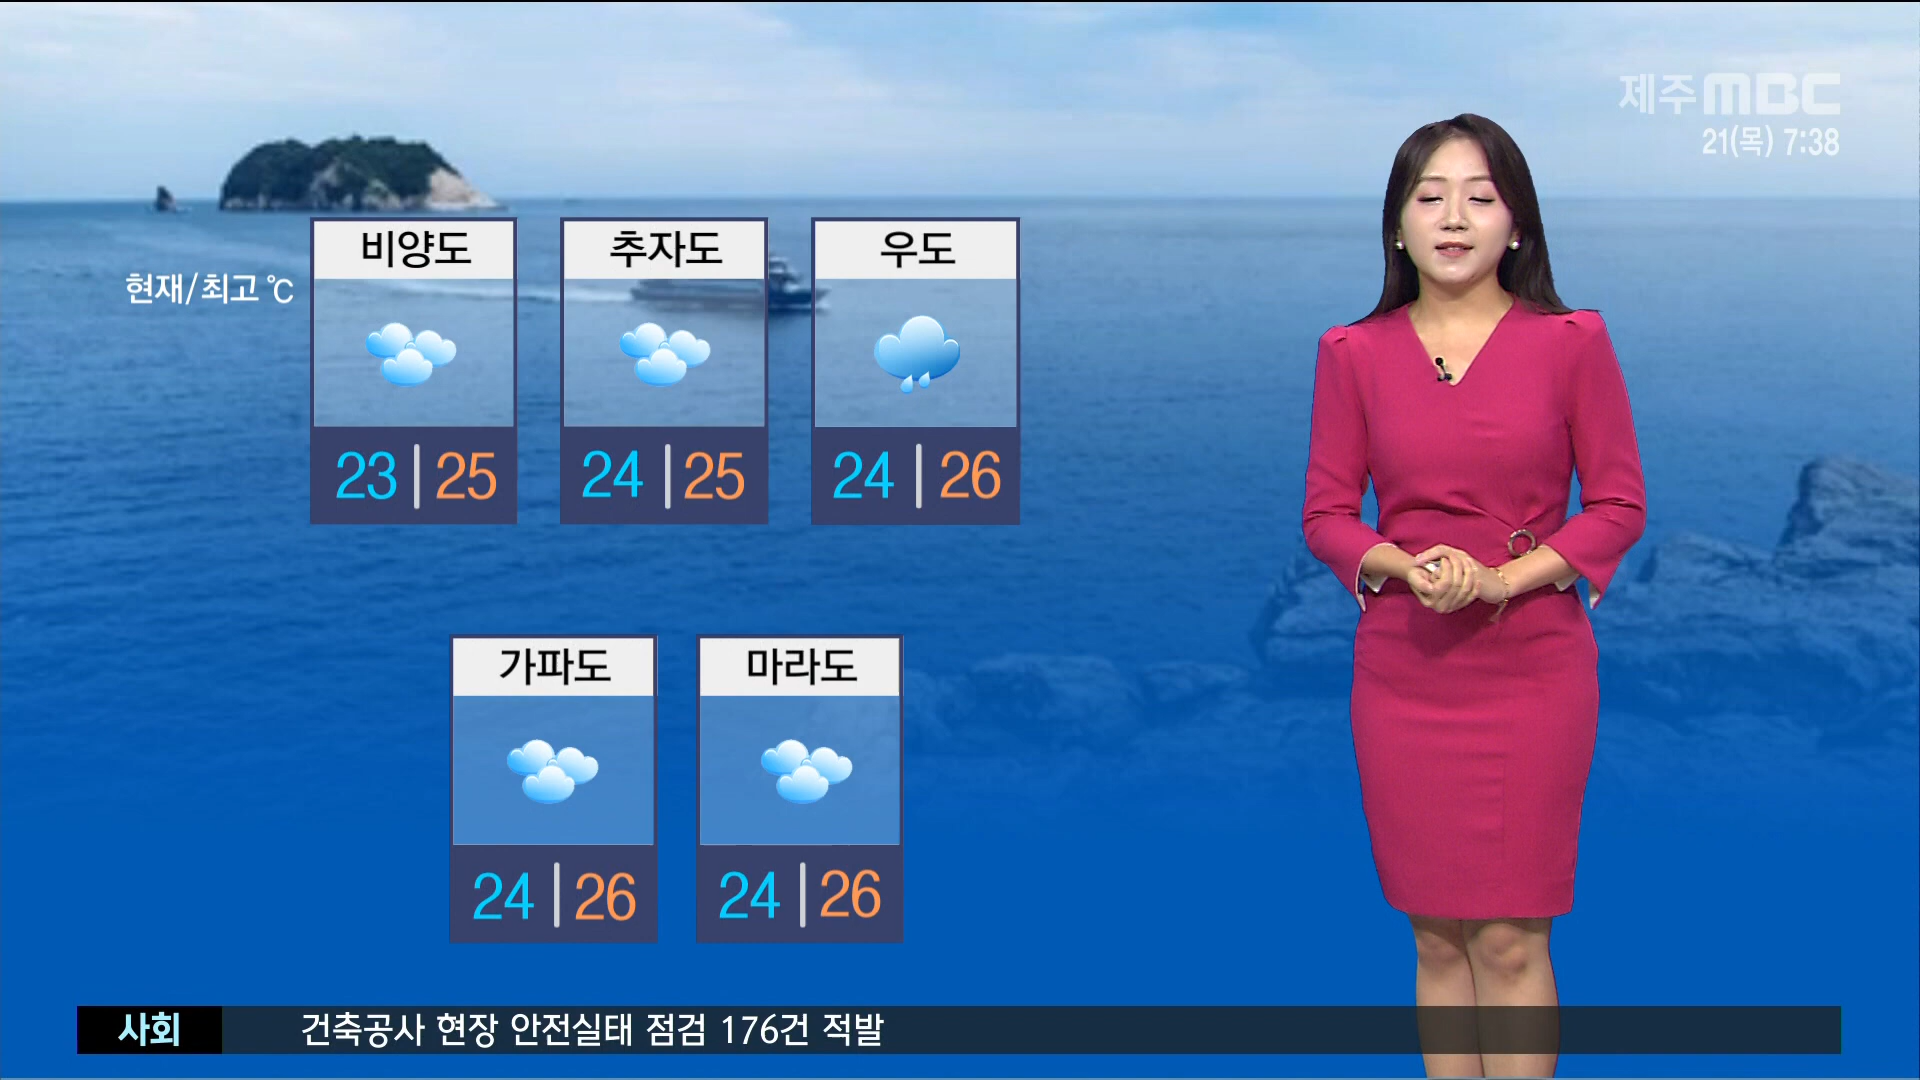 제주MBC
21(목) 7:38
현재/최고 ℃
비양도
23 25
추자도
24 25
우도
24 26
가파도
24 26
마라도
24 26
사회
건축공사 현장 안전실태 점검 176건 적발